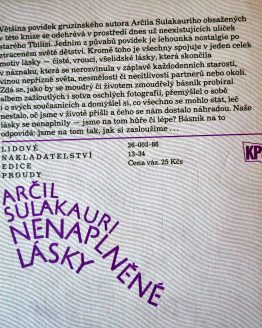 Většina povídek gruzínského autora Arčila Sulakauriho obsažených
v této knize se odehrává v prostředí dnes už neexistujících uliček
starého Tbilisi. Jedním z půvabů povídek je lehounká nostalgie po
ztraceném světě dětství. Kromě toho je všechny spojuje v jeden celek
motiv lásky – čisté, vroucí, všelidské lásky, která skončila
v náznaku, která se nerozvinula v záplavě každodenních starostí,
vinou nepřízně světa, nesmělostí či necitlivostí partnerů nebo okolí.
Zdá se, jako by se moudrý či životem zmoudřelý básník probíral
albem zažloutlých i sotva oschlých fotografií, přemýšlel o sobě
i o svých současnících a domýšlel si, co všechno se mohlo stát, leč
nestalo, oč jsme v životě přišli a čeho se nám dostalo náhradou. Naše
lásky se nenaplnily — jsme na tom hůře či lépe? Básník na to
odpovídá: jsme na tom tak, jak si zasloužíme . . .
LIDOVÉ 26-093-86
NAKLADATELSTVÍ 13-34
EDICE Cena váz. 25 Kčs
PROUDY
KP
ARČIL
SULAKAURI
NENAPLNĚNÉ
LÁSKY